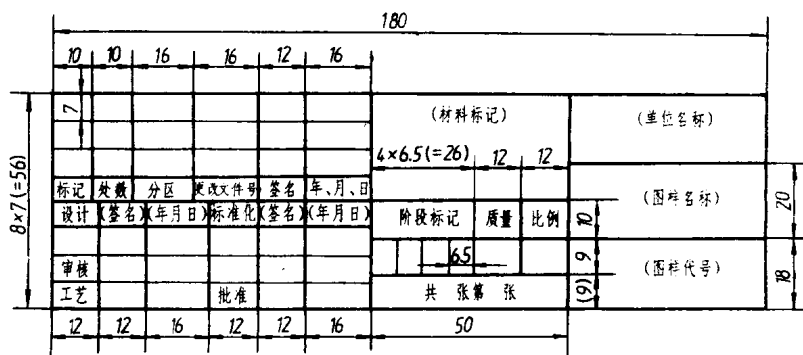 180
10 10 16 16 12 16
7
(材料标记) (单位名称)
4×6.5(=26) 12 12
8×7(=56)
标记 处数 分区 更改文件号 签名 年、月、日
设计 (签名) (年月日) 标准化 (签名) (年月日) 阶段标记 质量 比例 10 (图样名称) 20
6.5 9
审核 (图样代号) 18
工艺 批准 共 张 第 张 (9)
12 12 16 12 12 16 50